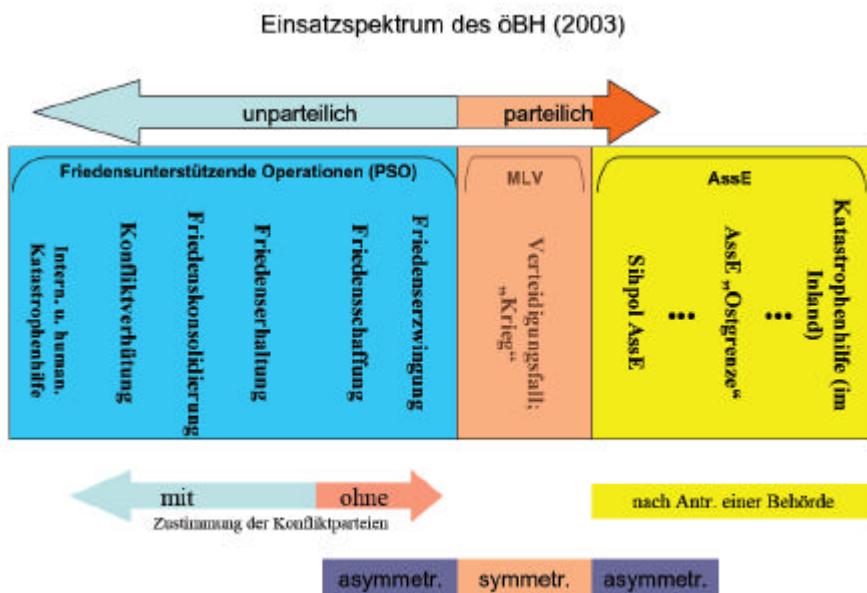 Einsatzspektrum des öBH (2003)
unparteilich
parteilich
Friedensunterstützende Operationen (PSO)
MLV
AssE
Intern. u. human.
Katastrophenhilfe
Konfliktverhütung
Friedenskonsolidierung
Friedenserhaltung
Friedensschaffung
Friedenserzwingung
Verteidigungsfall;
„Krieg“
Sihpol AssE
•••
AssE „Ostgrenze“
•••
Katastrophenhilfe (im
Inland)
mit
ohne
Zustimmung der Konfliktparteien
nach Antr. einer Behörde
asymmetr.
symmetr.
asymmetr.